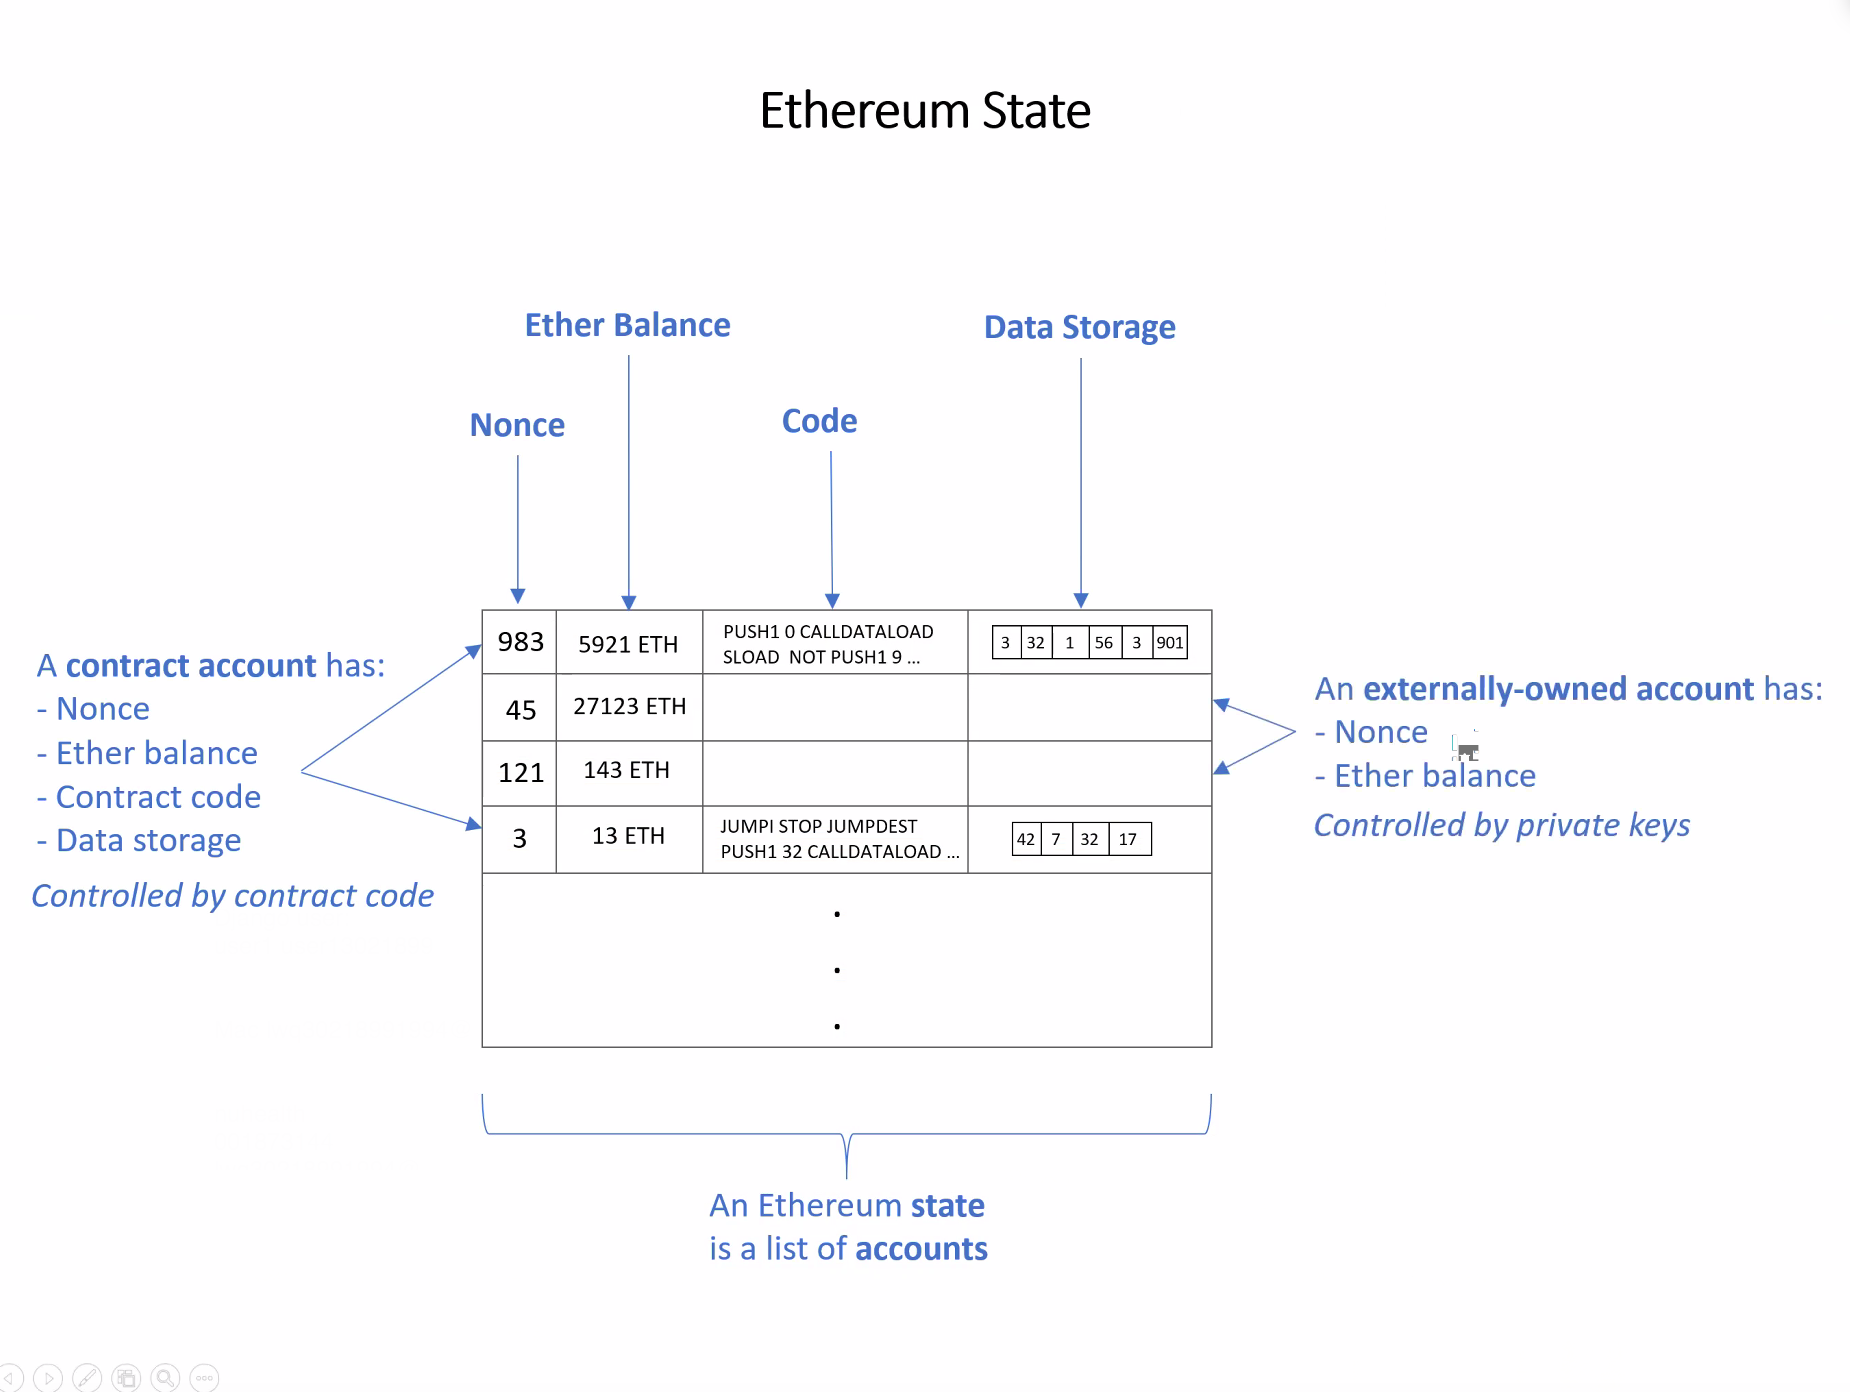 Ethereum State
Ether Balance
Data Storage
Nonce
Code
983
5921 ETH
PUSH1 0 CALLDATALOAD
SLOAD NOT PUSH1 9 ...
3 32 1 56 3 901
45
27123 ETH
121
143 ETH
3
13 ETH
JUMPI STOP JUMPDEST
PUSH1 32 CALLDATALOAD ...
42 7 32 17
.
.
.
A contract account has:
- Nonce
- Ether balance
- Contract code
- Data storage
Controlled by contract code
An externally-owned account has:
- Nonce
- Ether balance
Controlled by private keys
An Ethereum state
is a list of accounts